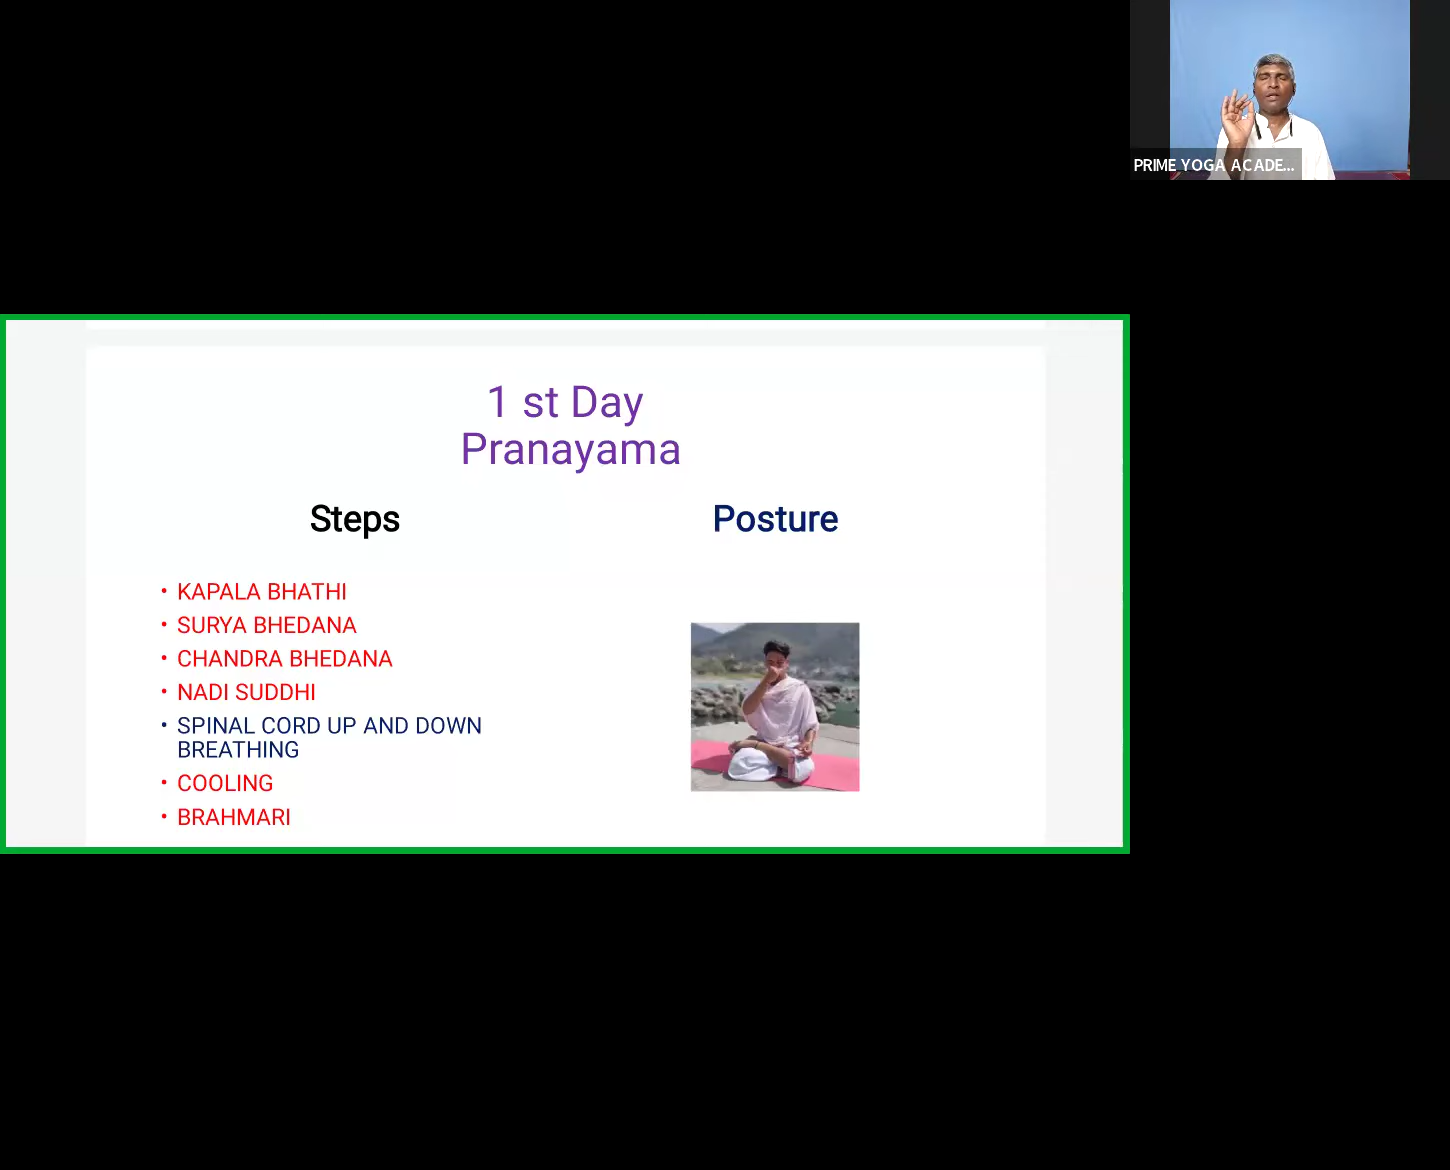 PRIME YOGA ACADE...
1 st Day
Pranayama
Steps
Posture
• KAPALA BHATHI
• SURYA BHEDANA
• CHANDRA BHEDANA
• NADI SUDDHI
• SPINAL CORD UP AND DOWN
BREATHING
• COOLING
• BRAHMARI